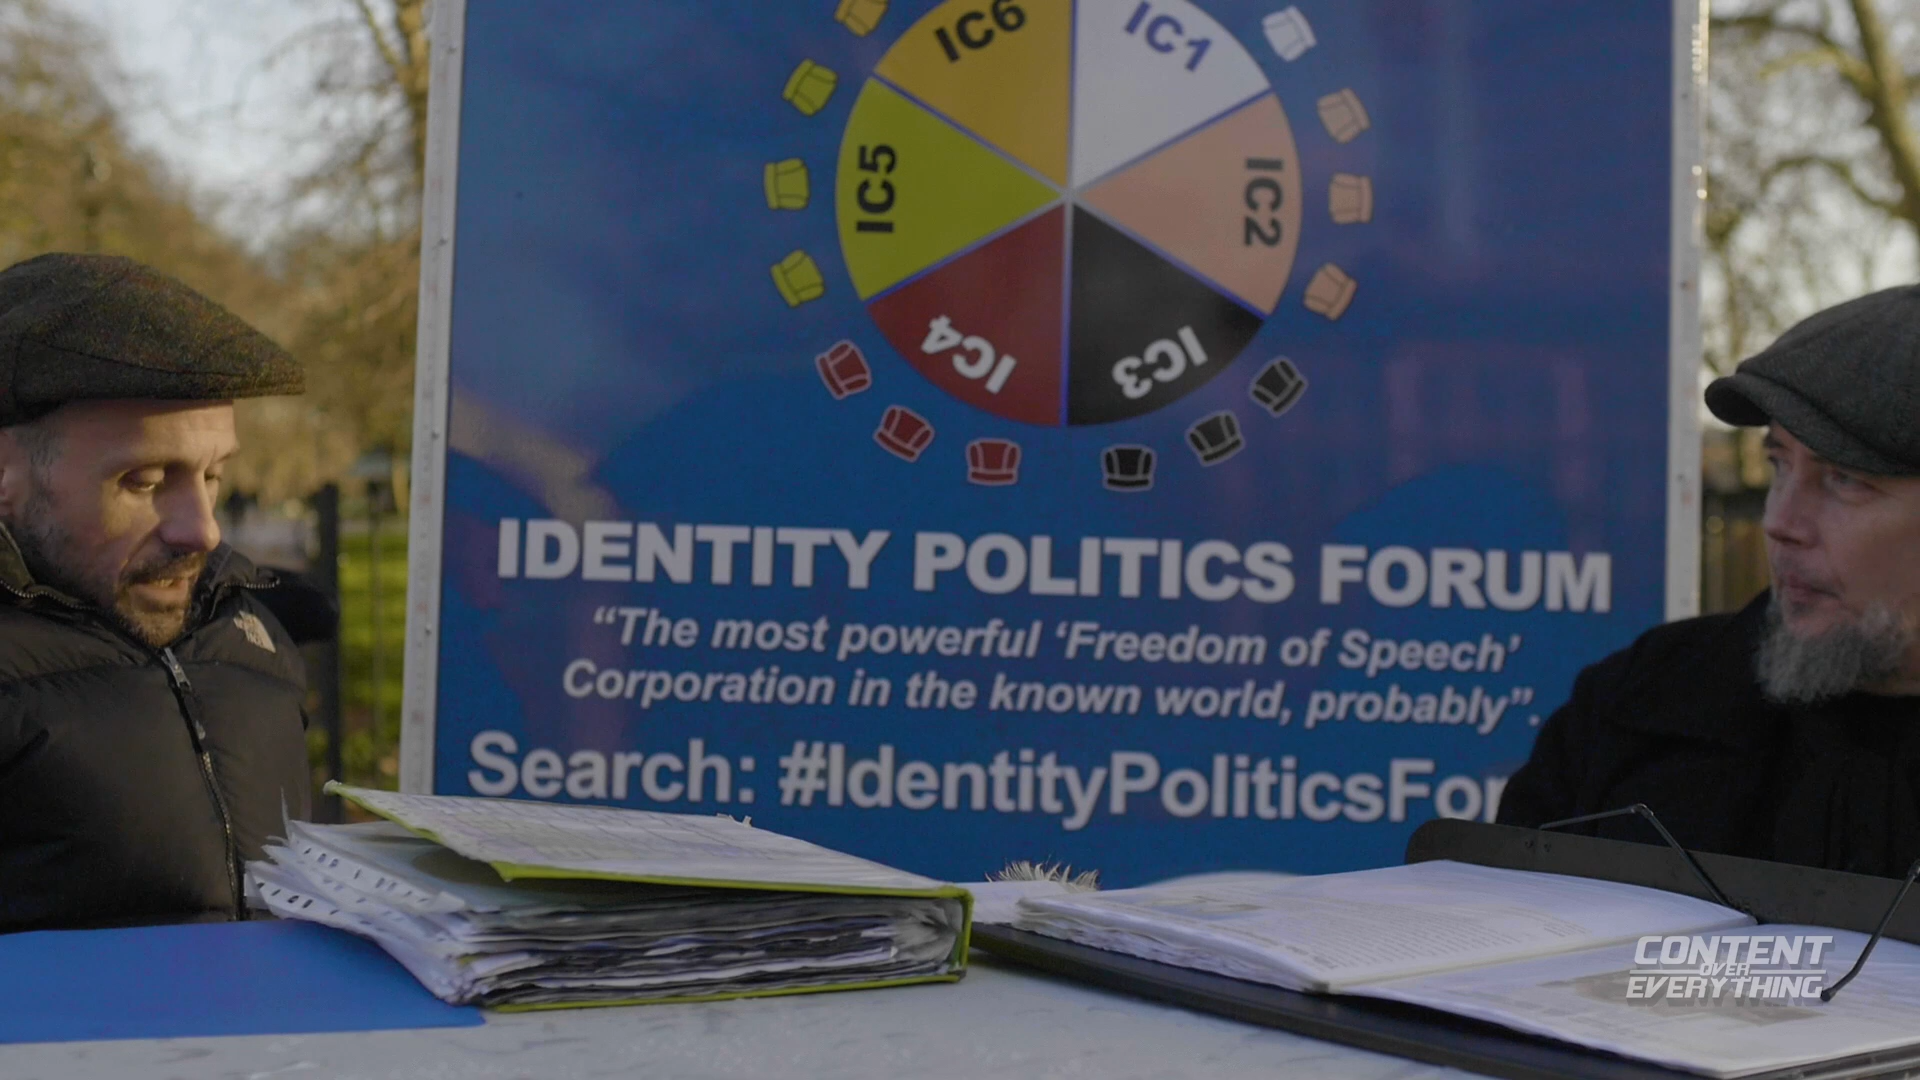 IC6
IC1
IC5
IC2
IC4
IC3
IDENTITY POLITICS FORUM
“The most powerful ‘Freedom of Speech’
Corporation in the known world, probably”.
Search: #IdentityPoliticsFor
CONTENT
OVER
EVERYTHING